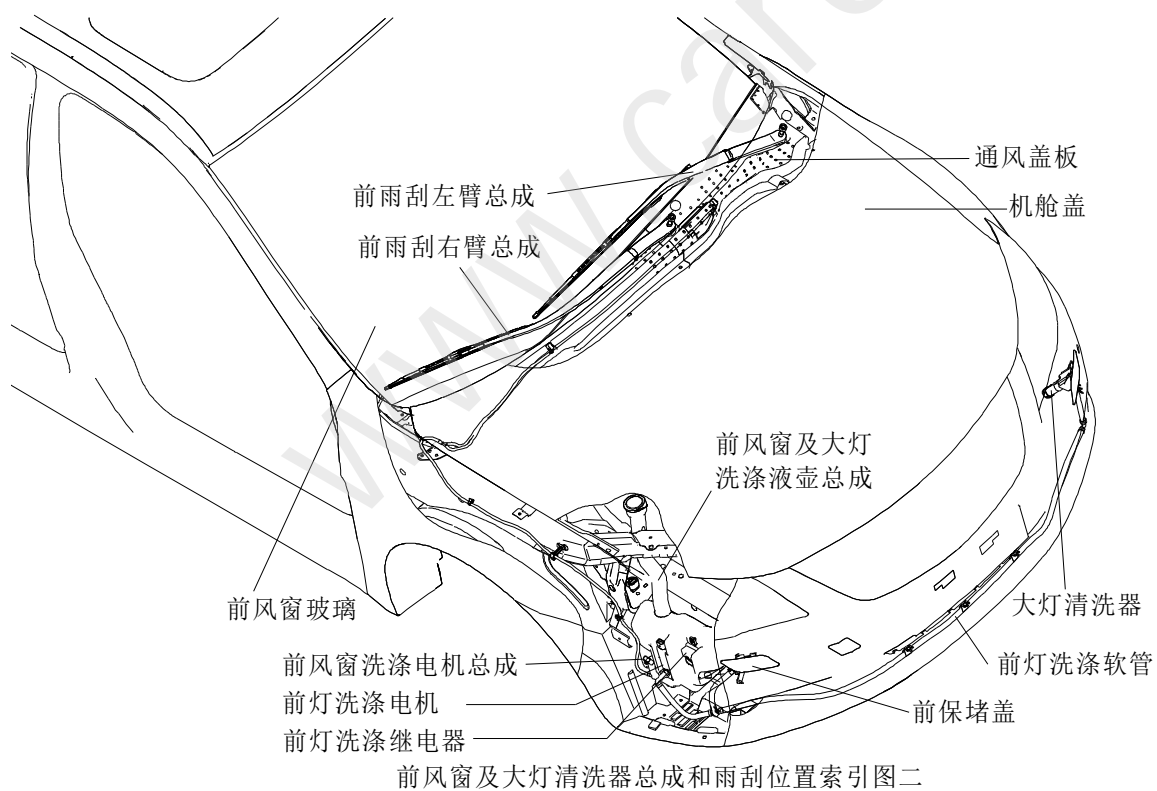 通风盖板
前雨刮左臂总成
机舱盖
前雨刮右臂总成
前风窗及大灯
洗涤液壶总成
前风窗玻璃
大灯清洗器
前风窗洗涤电机总成
前灯洗涤软管
前灯洗涤电机
前保堵盖
前灯洗涤继电器
前风窗及大灯清洗器总成和雨刮位置索引图二
www.car